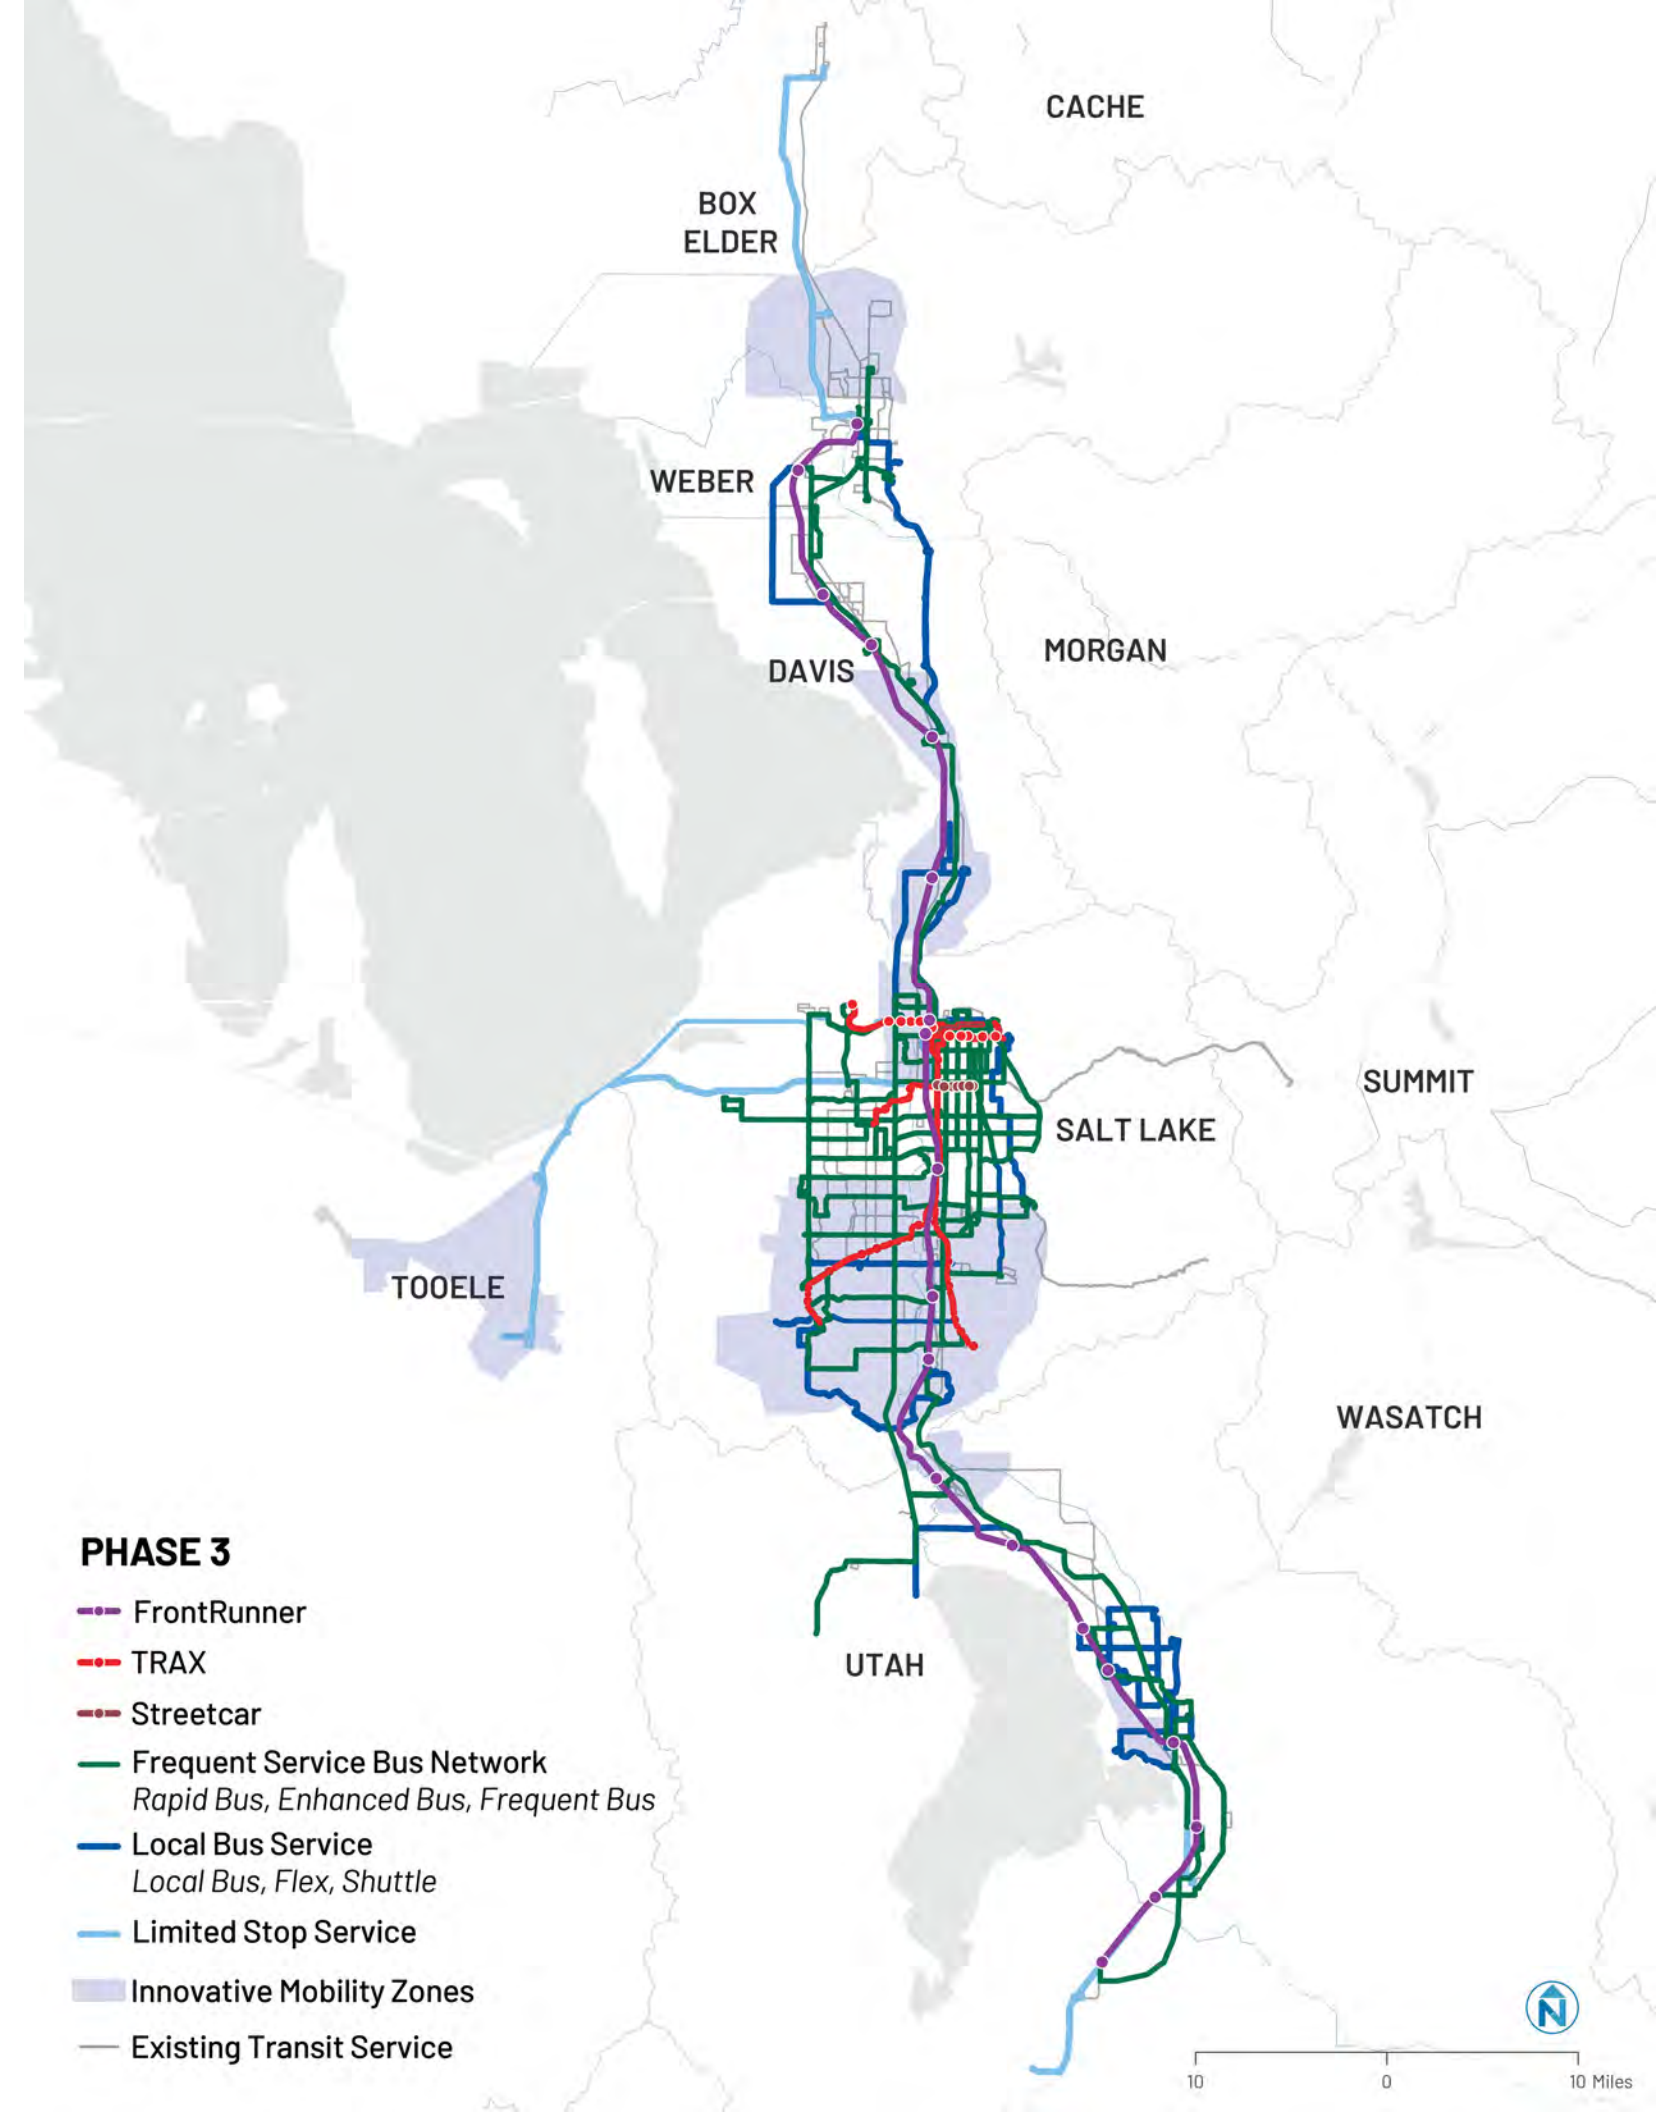 CACHE
BOX
ELDER
WEBER
MORGAN
DAVIS
SUMMIT
SALT LAKE
TOOELE
WASATCH
UTAH
PHASE 3
FrontRunner
TRAX
Streetcar
Frequent Service Bus Network
Rapid Bus, Enhanced Bus, Frequent Bus
Local Bus Service
Local Bus, Flex, Shuttle
Limited Stop Service
Innovative Mobility Zones
Existing Transit Service
N
10 0 10 Miles